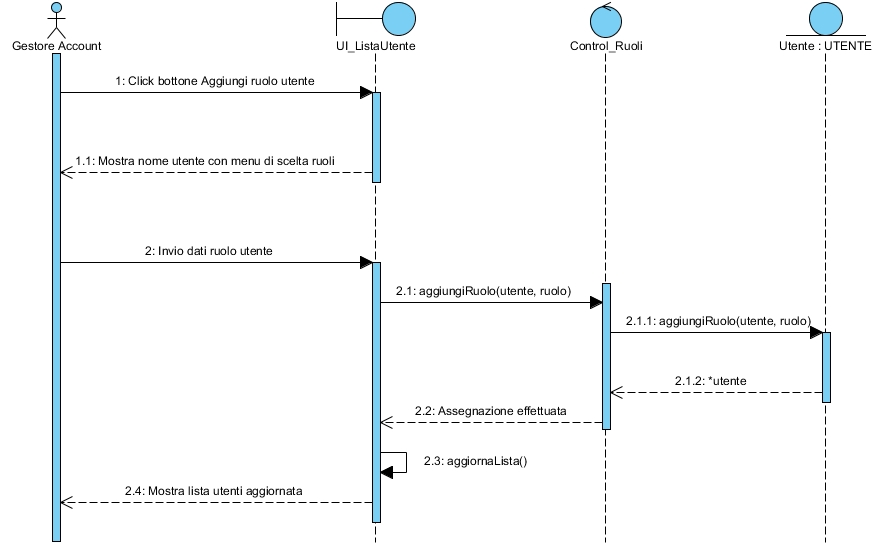 Gestore Account
UI_ListaUtente
Control_Ruoli
Utente : UTENTE
1: Click bottone Aggiungi ruolo utente
1.1: Mostra nome utente con menu di scelta ruoli
2: Invio dati ruolo utente
2.1: aggiungiRuolo(utente, ruolo)
2.1.1: aggiungiRuolo(utente, ruolo)
2.1.2: *utente
2.2: Assegnazione effettuata
2.3: aggiornaLista()
2.4: Mostra lista utenti aggiornata